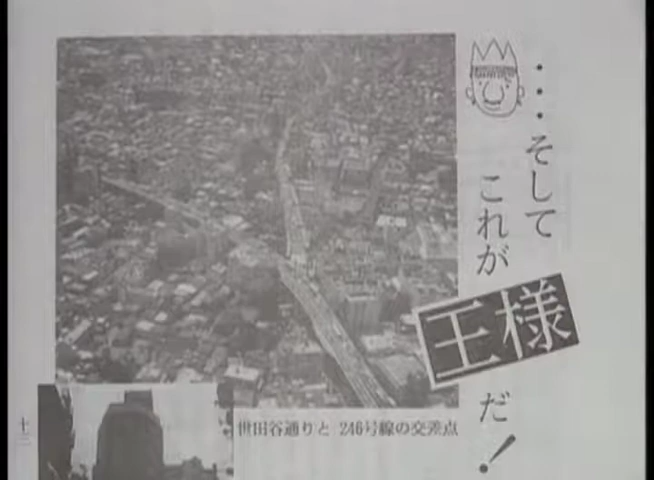 ・・・そして
これが
王様
だ!
世田谷通りと 246号線の交差点
十三